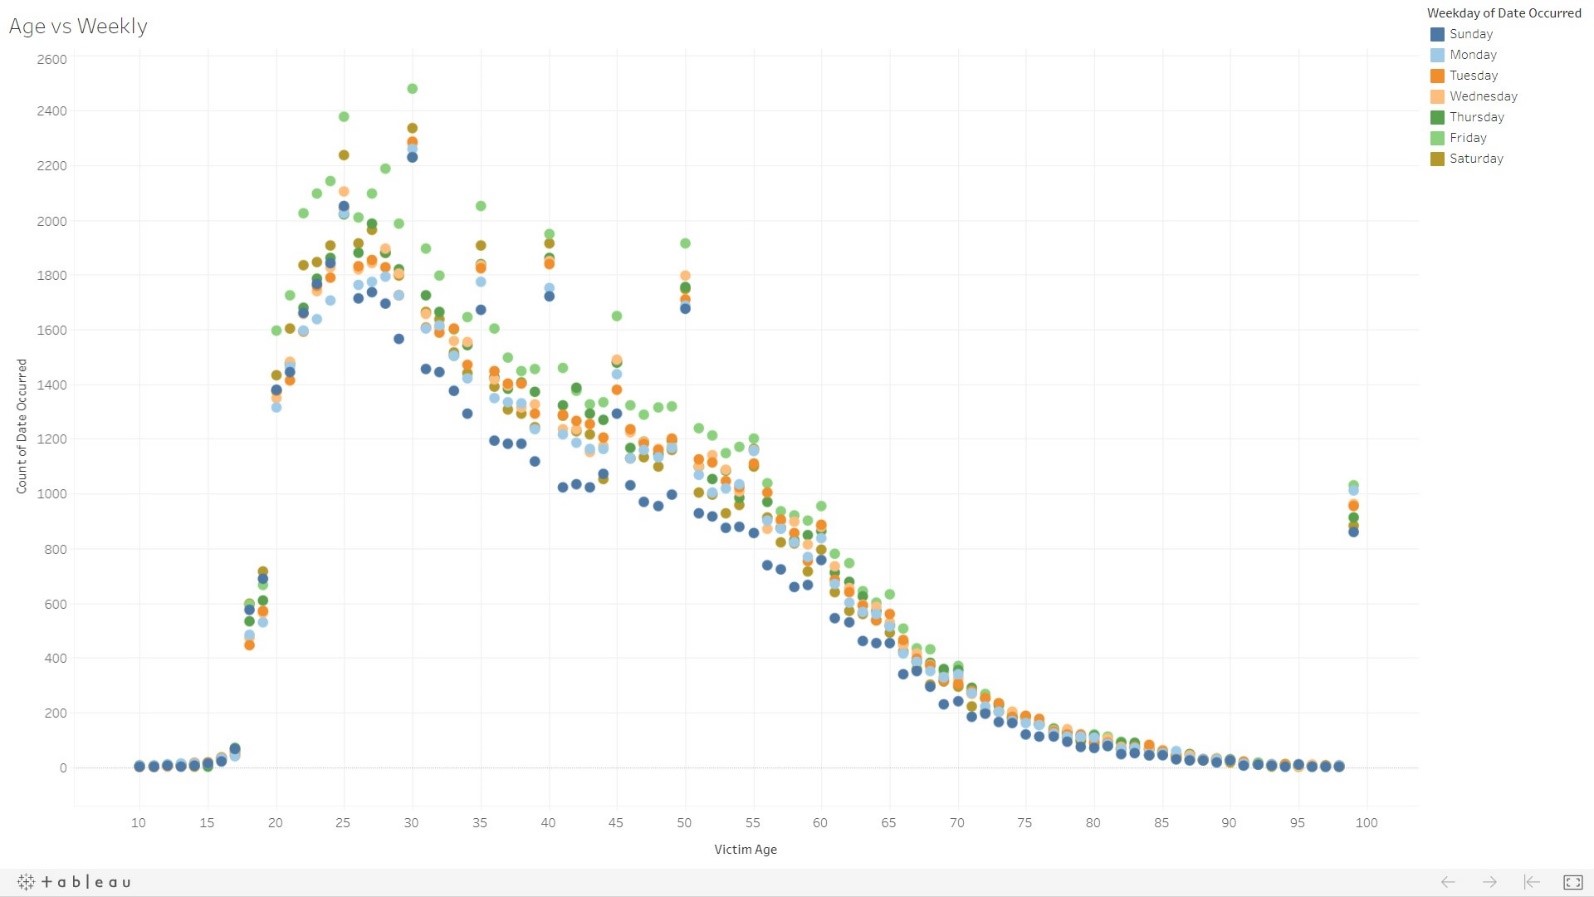 Age vs Weekly
Weekday of Date Occurred
Sunday
Monday
Tuesday
Wednesday
Thursday
Friday
Saturday
Count of Date Occurred
2600
2400
2200
2000
1800
1600
1400
1200
1000
800
600
400
200
0
10 15 20 25 30 35 40 45 50 55 60 65 70 75 80 85 90 95 100
Victim Age
+ a b l e a u